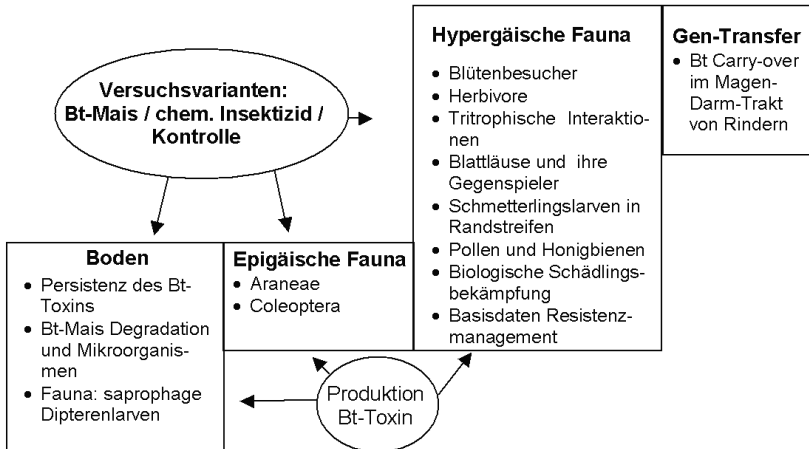 Versuchsvarianten:
Bt-Mais / chem. Insektizid /
Kontrolle
Hypergäische Fauna
• Blütenbesucher
• Herbivore
• Tritrophische Interaktio-
nen
• Blattläuse und ihre
Gegenspieler
• Schmetterlingslarven in
Randstreifen
• Pollen und Honigbienen
• Biologische Schädlings-
bekämpfung
• Basisdaten Resistenz-
management
Gen-Transfer
• Bt Carry-over
im Magen-
Darm-Trakt
von Rindern
Boden
• Persistenz des Bt-
Toxins
• Bt-Mais Degradation
und Mikroorganis-
men
• Fauna: saprophage
Dipterenlarven
Epigäische Fauna
• Araneae
• Coleoptera
Produktion
Bt-Toxin